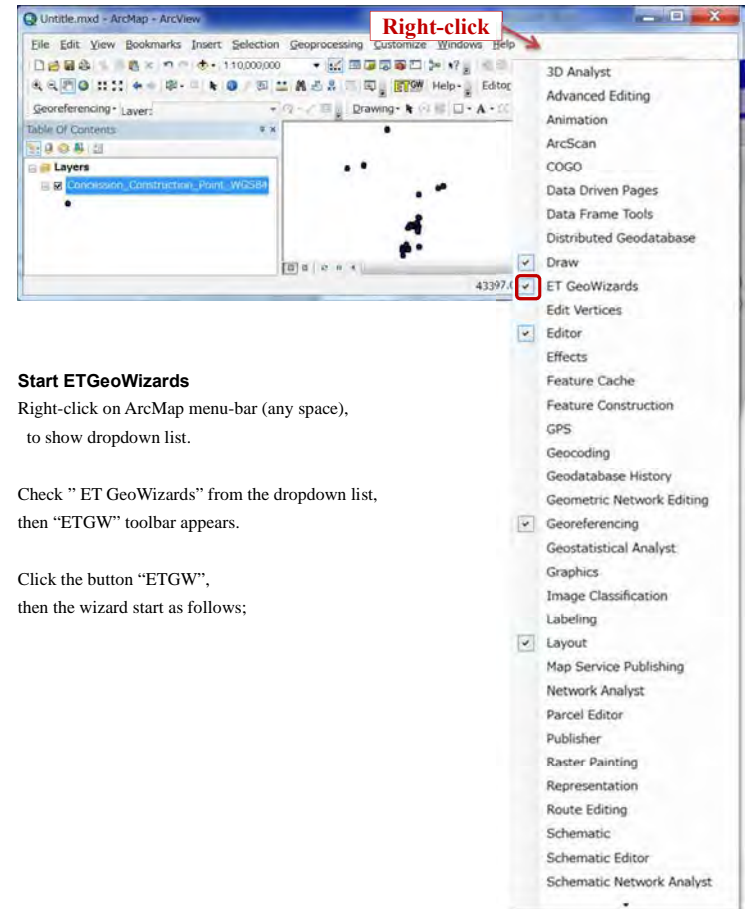 Untitle.mxd - ArcMap - ArcView
Right-click
File Edit View Bookmarks Insert Selection Geoprocessing Customize Windows Help
1:10,000,000
ETGW Help Editor
Georeferencing Layer:
Drawing
Table Of Contents
Layers
Concession_Construction_Point_WGS84
43397.
3D Analyst
Advanced Editing
Animation
ArcScan
COGO
Data Driven Pages
Data Frame Tools
Distributed Geodatabase
Draw
ET GeoWizards
Edit Vertices
Editor
Effects
Feature Cache
Feature Construction
GPS
Geocoding
Geodatabase History
Geometric Network Editing
Georeferencing
Geostatistical Analyst
Graphics
Image Classification
Labeling
Layout
Map Service Publishing
Network Analyst
Parcel Editor
Publisher
Raster Painting
Representation
Route Editing
Schematic
Schematic Editor
Schematic Network Analyst
Start ETGeoWizards
Right-click on ArcMap menu-bar (any space),
to show dropdown list.
Check ” ET GeoWizards” from the dropdown list,
then “ETGW” toolbar appears.
Click the button “ETGW”,
then the wizard start as follows;